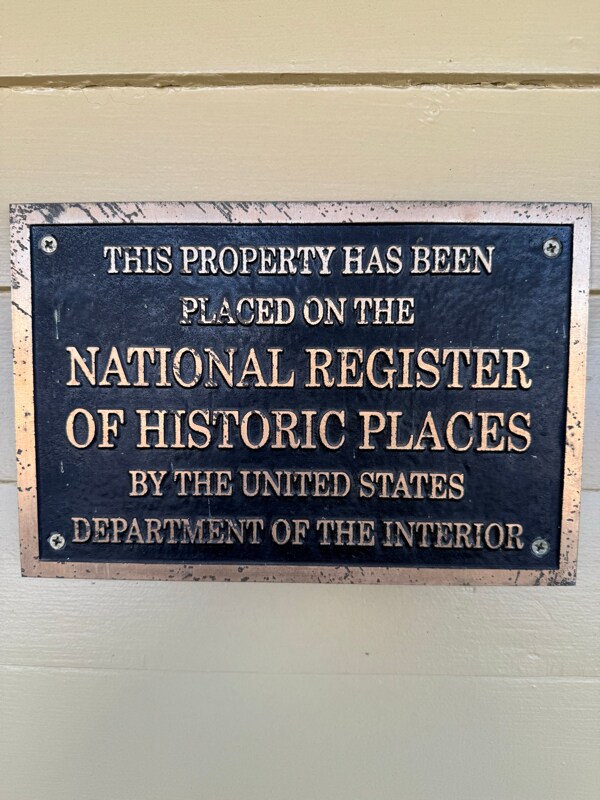 THIS PROPERTY HAS BEEN
PLACED ON THE
NATIONAL REGISTER
OF HISTORIC PLACES
BY THE UNITED STATES
DEPARTMENT OF THE INTERIOR